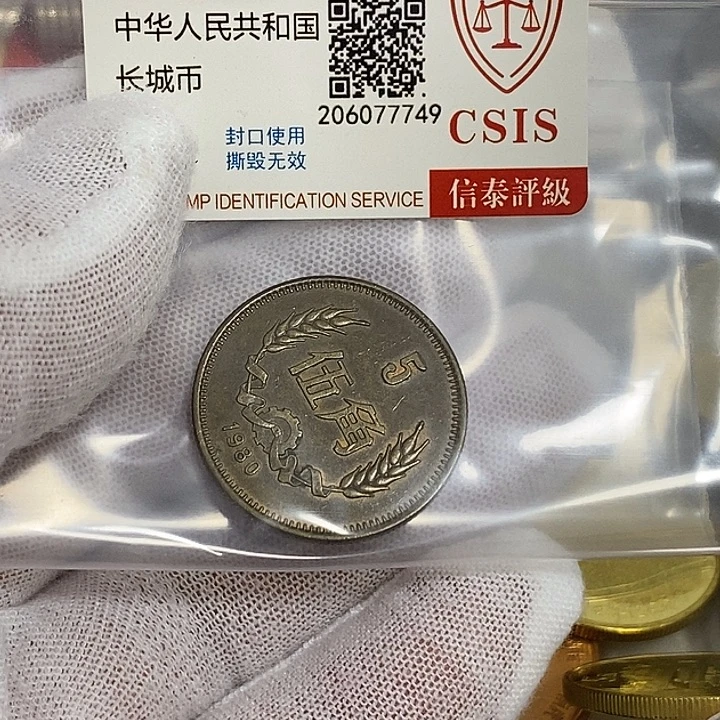 中华人民共和国
长城币
206077749
封口使用
撕毁无效
CSIS
MP IDENTIFICATION SERVICE
信泰評級
5
伍角
1980